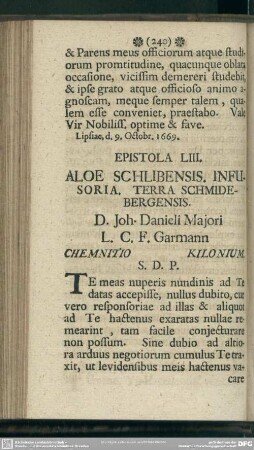 (240)
& Parens meus officiorum atque studi-
orum promtitudine, quacunque oblata
occasione, vicissim demereri studebit,
& ipse grato atque officioso animo a-
gnoscam, meque semper talem, qua-
lem esse conveniet, praestabo. Vale
Vir Nobiliss. optime & fave.
Lipsiae, d. 9. Octobr. 1669.
EPISTOLA LIII.
ALOE SCHLIBENSIS. INFU-
SORIA. TERRA SCHMIDE-
BERGENSIS.
D. Joh. Danieli Majori
L. C. F. Garmann
CHEMNITIO KILONIUM.
S. D. P.
TE meas nuperis nundinis ad Te
datas accepisse, nullus dubito, cur
vero responsoriae ad illas & aliquot
ad Te hactenus exaratas nullae re-
mearint, tam facile conjecturare
non possum. Sine dubio ad altio-
ra arduus negotiorum cumulus Te tra-
xit, ut levidensibus meis hactenus va-
care
DFG